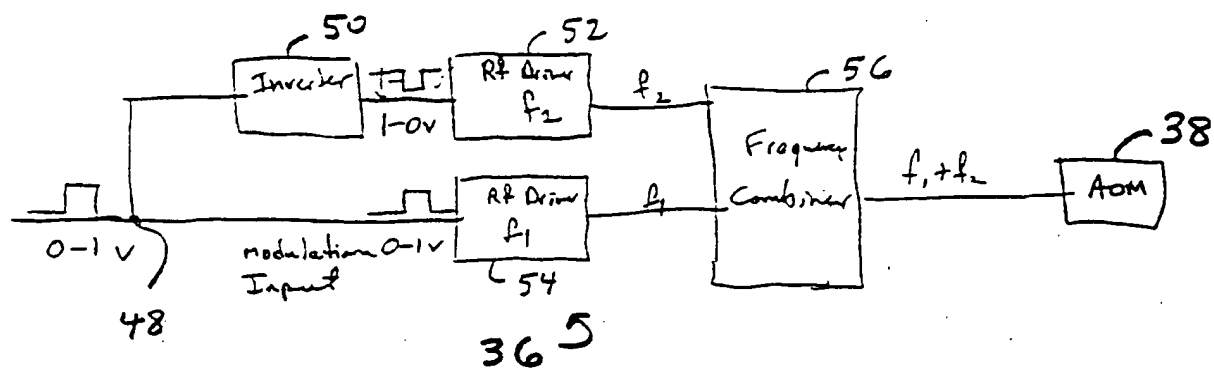 50
52
56
38
Inverter
Rf Driver
f₂
f₂
1-0v
Frequency
Combiner
f₁+f₂
AOM
0-1 v
Modulation
Input
0-1v
Rf Driver
f₁
f₁
54
48
36 5